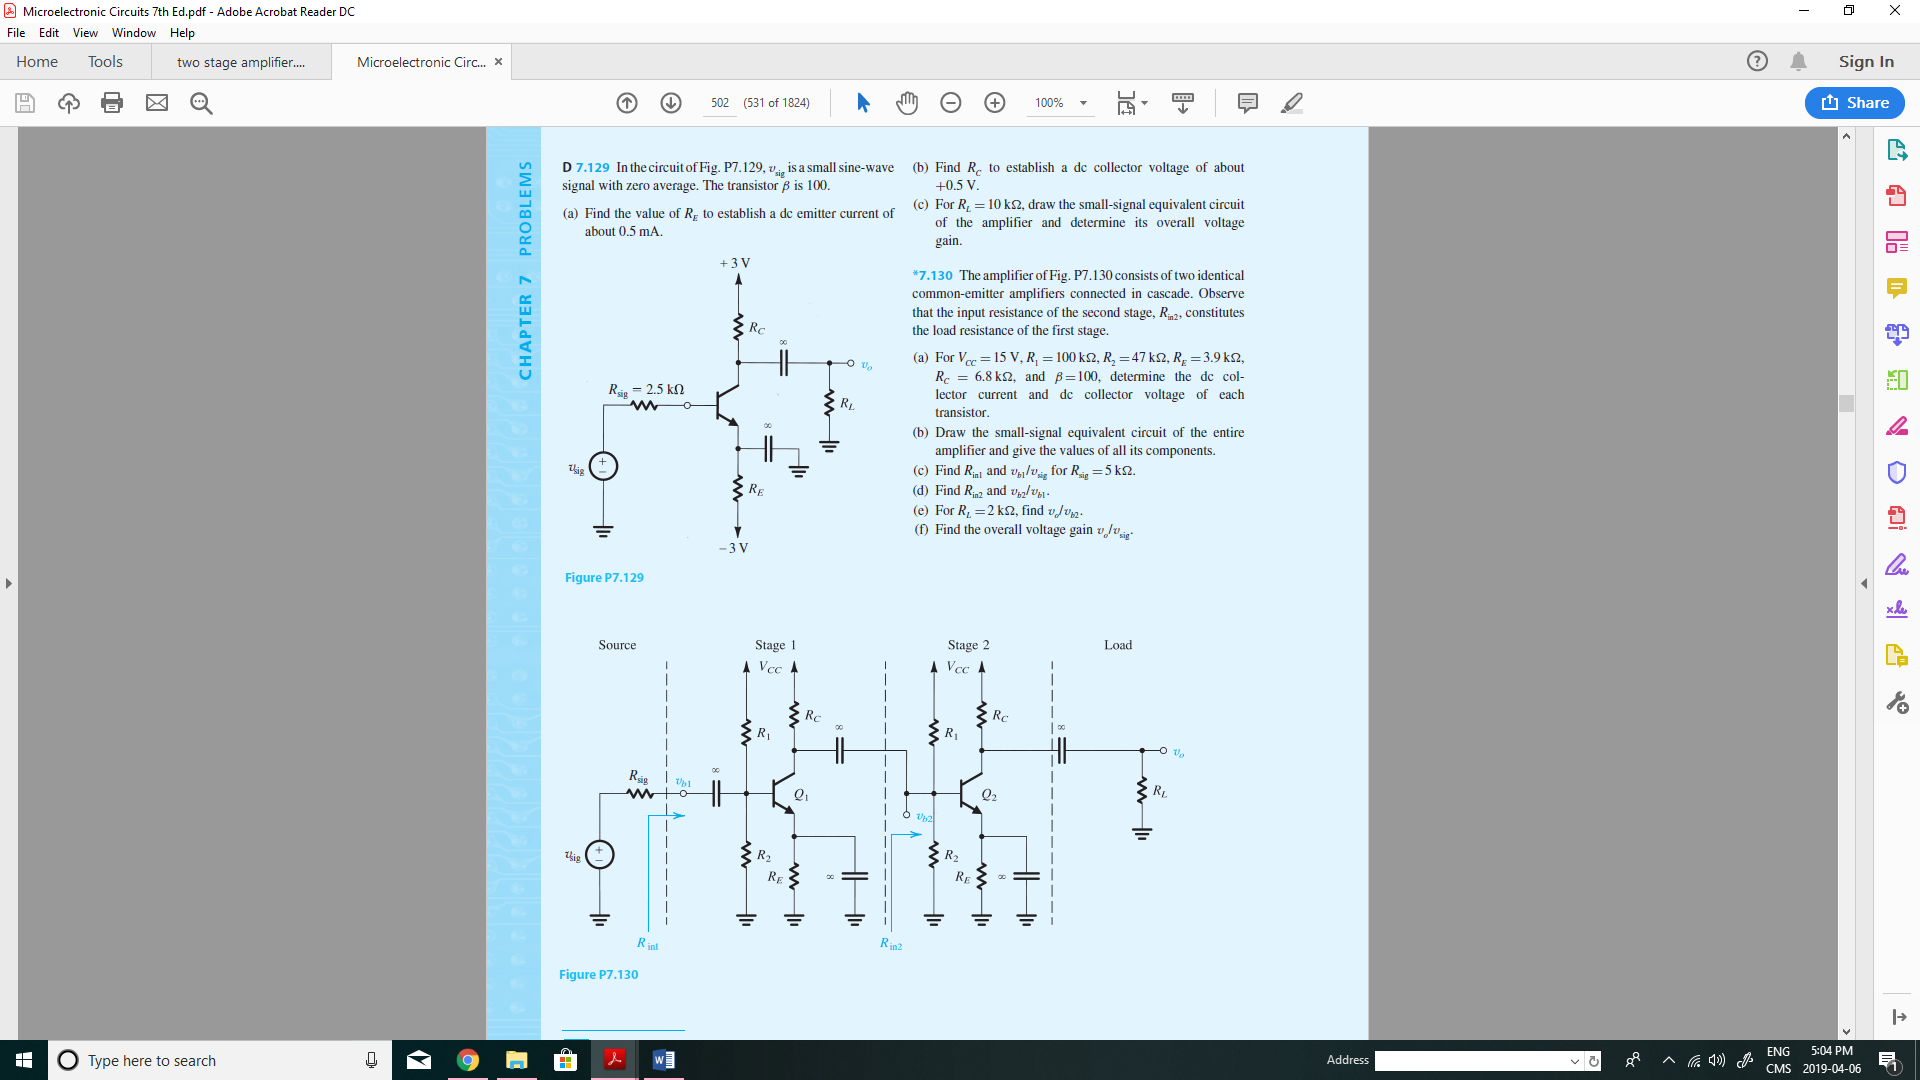 Microelectronic Circuits 7th Ed.pdf - Adobe Acrobat Reader DC
File Edit View Window Help
Home Tools two stage amplifier.... Microelectronic Circ... × Sign In
502 (531 of 1824) 100% Share
CHAPTER 7 PROBLEMS
D 7.129 In the circuit of Fig. P7.129, vsig is a small sine-wave
signal with zero average. The transistor β is 100.
(a) Find the value of RE to establish a dc emitter current of
about 0.5 mA.
+ 3 V
RC
∞
vo
Rsig = 2.5 kΩ
RL
∞
vsig
+
−
RE
− 3 V
Figure P7.129
(b) Find RC to establish a dc collector voltage of about
+0.5 V.
(c) For RL = 10 kΩ, draw the small-signal equivalent circuit
of the amplifier and determine its overall voltage
gain.
*7.130 The amplifier of Fig. P7.130 consists of two identical
common-emitter amplifiers connected in cascade. Observe
that the input resistance of the second stage, Rin2, constitutes
the load resistance of the first stage.
(a) For VCC = 15 V, R1 = 100 kΩ, R2 = 47 kΩ, RE = 3.9 kΩ,
RC = 6.8 kΩ, and β = 100, determine the dc col-
lector current and dc collector voltage of each
transistor.
(b) Draw the small-signal equivalent circuit of the entire
amplifier and give the values of all its components.
(c) Find Rin1 and vb1/vsig for Rsig = 5 kΩ.
(d) Find Rin2 and vb2/vb1.
(e) For RL = 2 kΩ, find vo/vb2.
(f) Find the overall voltage gain vo/vsig.
Source Stage 1 Stage 2 Load
VCC VCC
RC RC
R1 ∞ R1 ∞
vo
Rsig vb1 ∞ Q1 Q2 RL
vb2
vsig + − R2 R2
RE ∞ RE ∞
Rin1 Rin2
Figure P7.130
Type here to search
Address
ENG 5:04 PM
CMS 2019-04-06
1